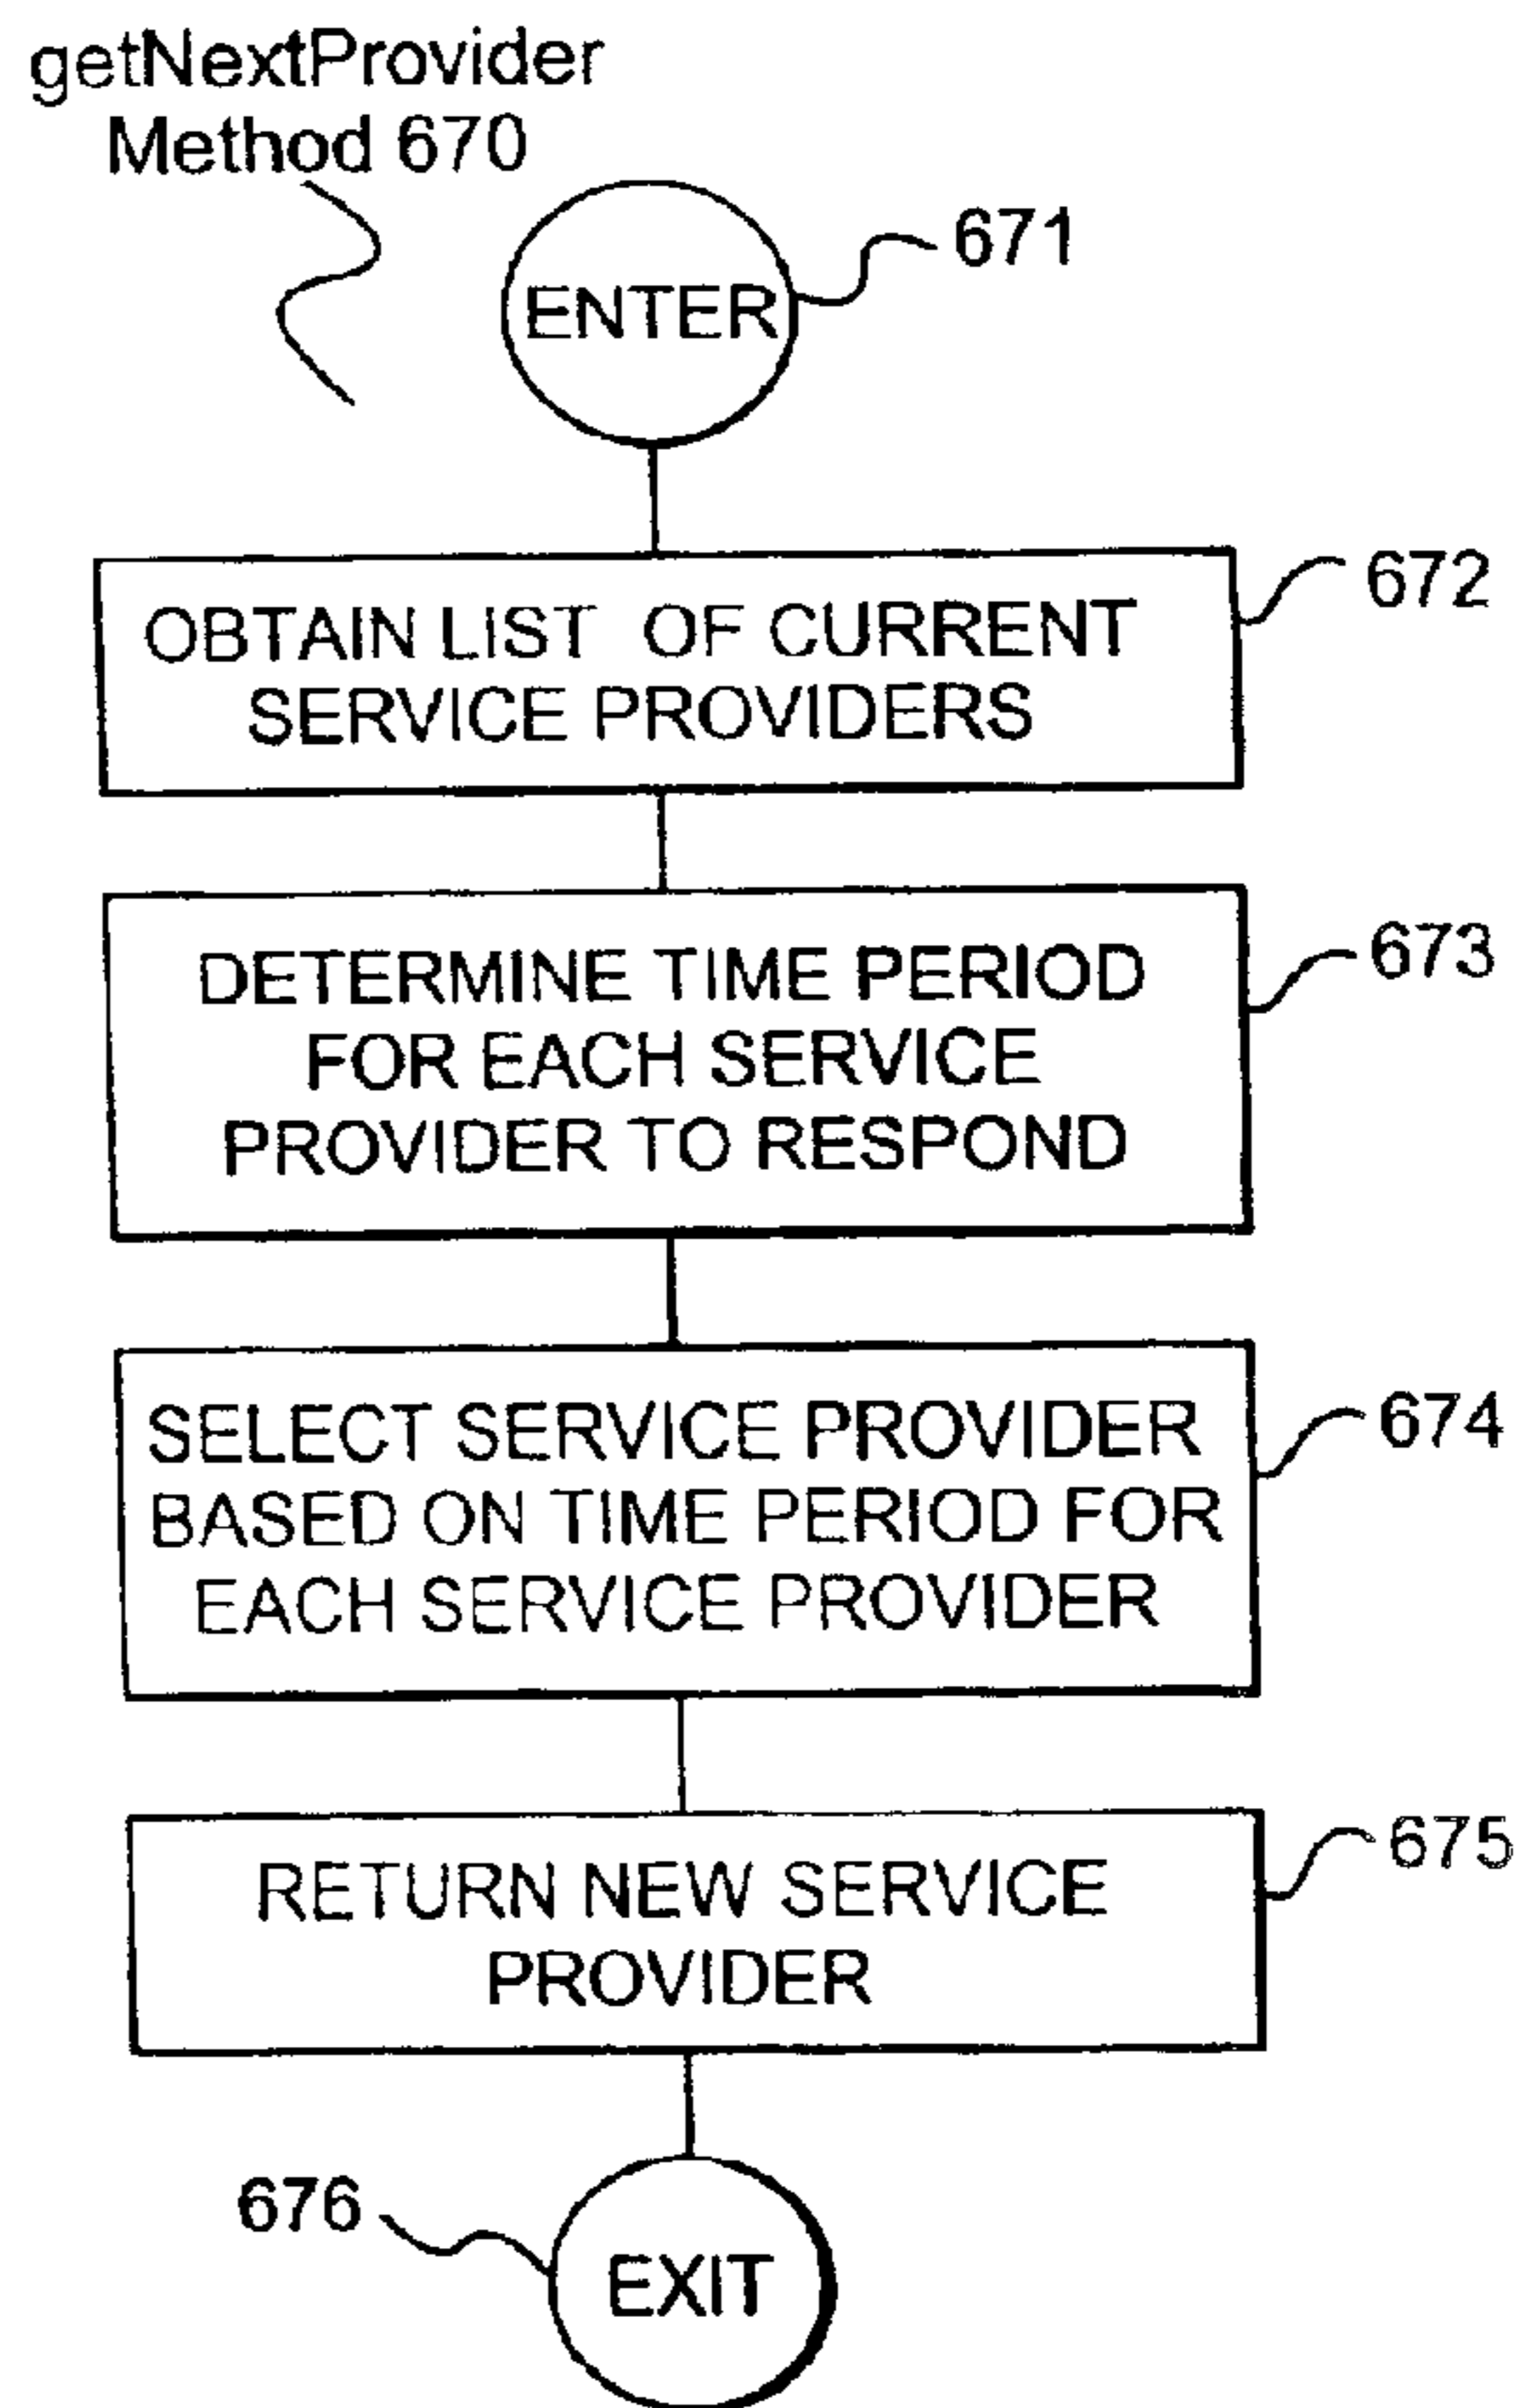 getNextProvider
Method 670
ENTER
671
OBTAIN LIST OF CURRENT
SERVICE PROVIDERS
672
DETERMINE TIME PERIOD
FOR EACH SERVICE
PROVIDER TO RESPOND
673
SELECT SERVICE PROVIDER
BASED ON TIME PERIOD FOR
EACH SERVICE PROVIDER
674
RETURN NEW SERVICE
PROVIDER
675
676
EXIT